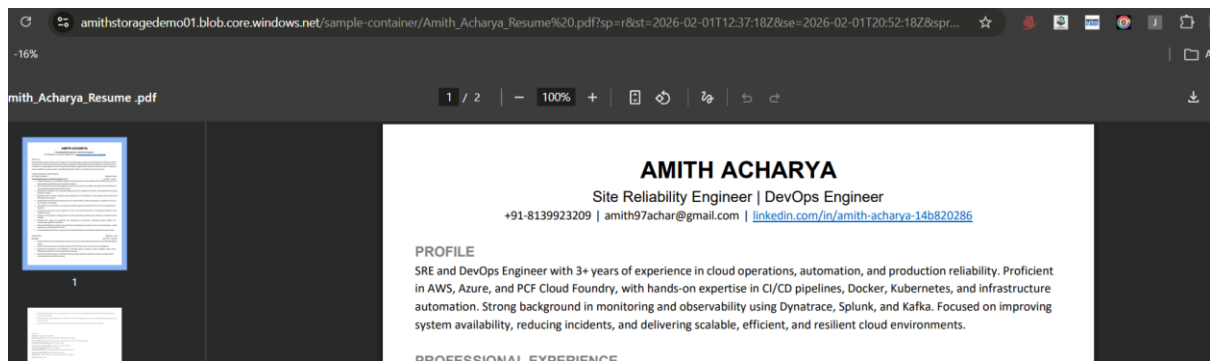 amithstoragedemo01.blob.core.windows.net/sample-container/Amith_Acharya_Resume%20.pdf?sp=r&st=2026-02-01T12:37:18Z&se=2026-02-01T20:52:18Z&spr...
-16%
mith_Acharya_Resume .pdf
1 / 2
100%
AMITH ACHARYA
Site Reliability Engineer | DevOps Engineer
+91-8139923209 | amith97achar@gmail.com | linkedin.com/in/amith-acharya-14b820286
PROFILE
SRE and DevOps Engineer with 3+ years of experience in cloud operations, automation, and production reliability. Proficient
in AWS, Azure, and PCF Cloud Foundry, with hands-on expertise in CI/CD pipelines, Docker, Kubernetes, and infrastructure
automation. Strong background in monitoring and observability using Dynatrace, Splunk, and Kafka. Focused on improving
system availability, reducing incidents, and delivering scalable, efficient, and resilient cloud environments.
PROFESSIONAL EXPERIENCE
1